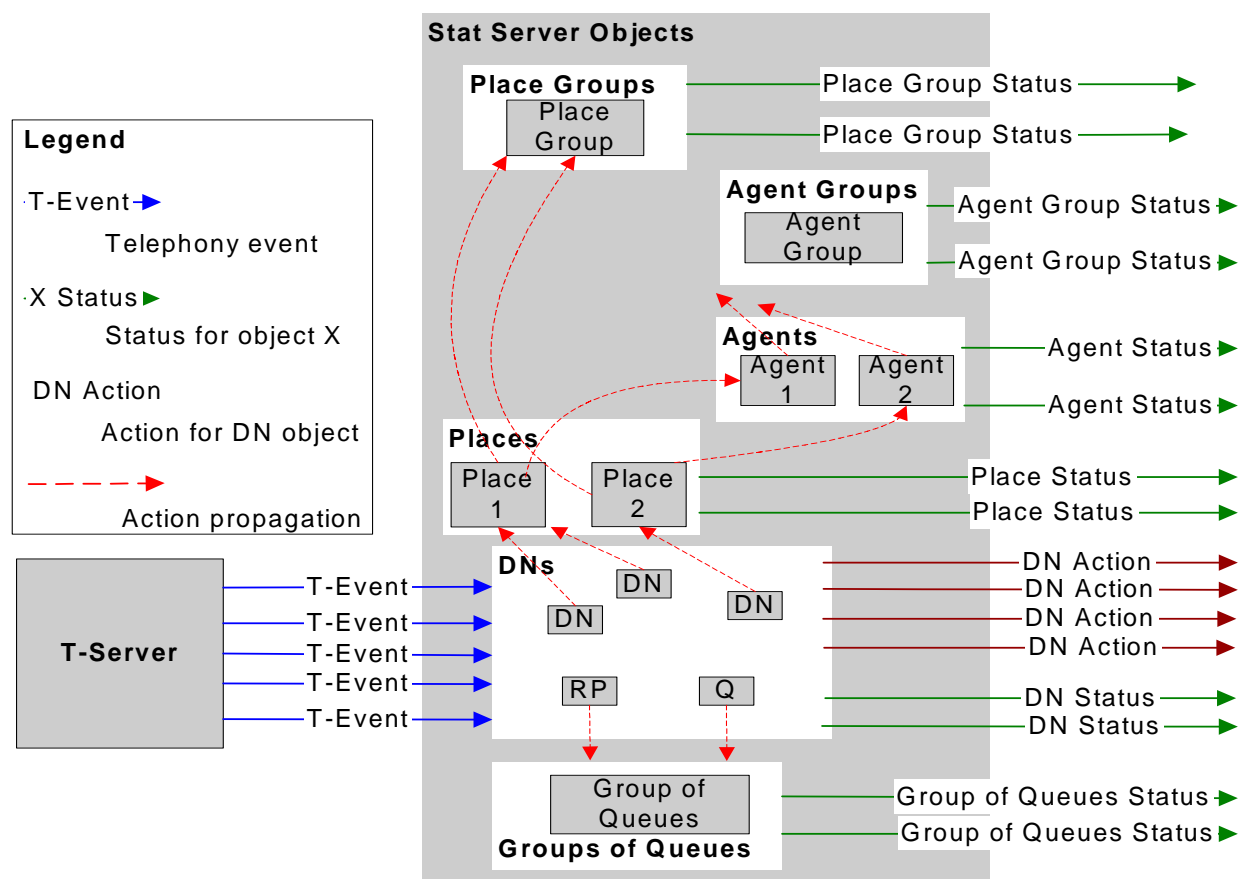 Stat Server Objects
Place Groups
Place
Group
Place Group Status
Place Group Status
Legend
T-Event
Telephony event
X Status
Status for object X
DN Action
Action for DN object
Action propagation
Agent Groups
Agent
Group
Agent Group Status
Agent Group Status
Agents
Agent
1
Agent
2
Agent Status
Agent Status
Places
Place
1
Place
2
Place Status
Place Status
T-Server
T-Event
T-Event
T-Event
T-Event
T-Event
DNs
DN
DN
DN
RP
Q
DN Action
DN Action
DN Action
DN Action
DN Status
DN Status
Group of
Queues
Groups of Queues
Group of Queues Status
Group of Queues Status